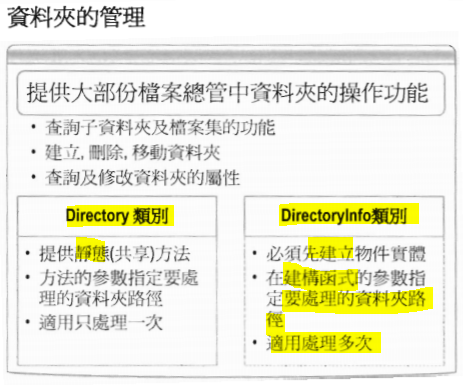 資料夾的管理
提供大部份檔案總管中資料夾的操作功能
• 查詢子資料夾及檔案集的功能
• 建立, 刪除, 移動資料夾
• 查詢及修改資料夾的屬性
Directory 類別
• 提供靜態(共享)方法
• 方法的參數指定要處
理的資料夾路徑
• 適用只處理一次
DirectoryInfo類別
• 必須先建立物件實體
• 在建構函式的參數指
定要處理的資料夾路
徑
• 適用處理多次